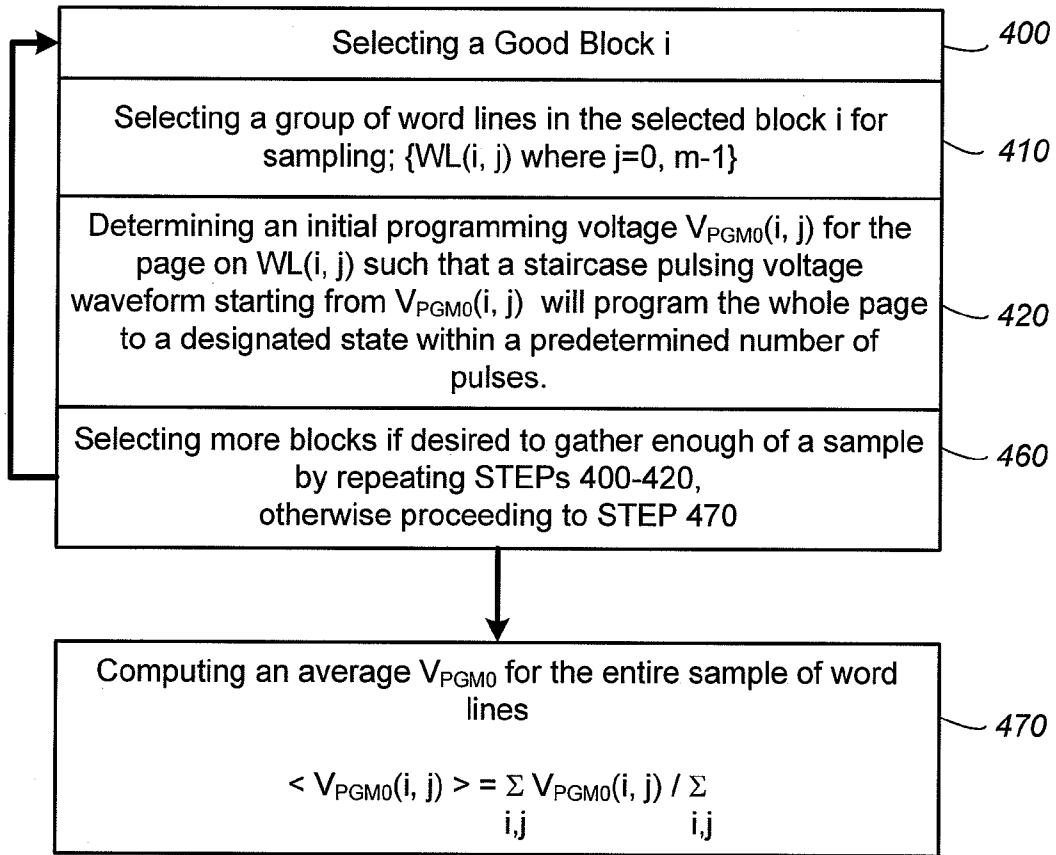 Selecting a Good Block i
400
Selecting a group of word lines in the selected block i for
sampling; {WL(i, j) where j=0, m-1}
410
Determining an initial programming voltage VPGM0(i, j) for the
page on WL(i, j) such that a staircase pulsing voltage
waveform starting from VPGM0(i, j) will program the whole page
to a designated state within a predetermined number of
pulses.
420
Selecting more blocks if desired to gather enough of a sample
by repeating STEPs 400-420,
otherwise proceeding to STEP 470
460
Computing an average VPGM0 for the entire sample of word
lines
470
< VPGM0(i, j) > = Σ VPGM0(i, j) / Σ
i,j i,j